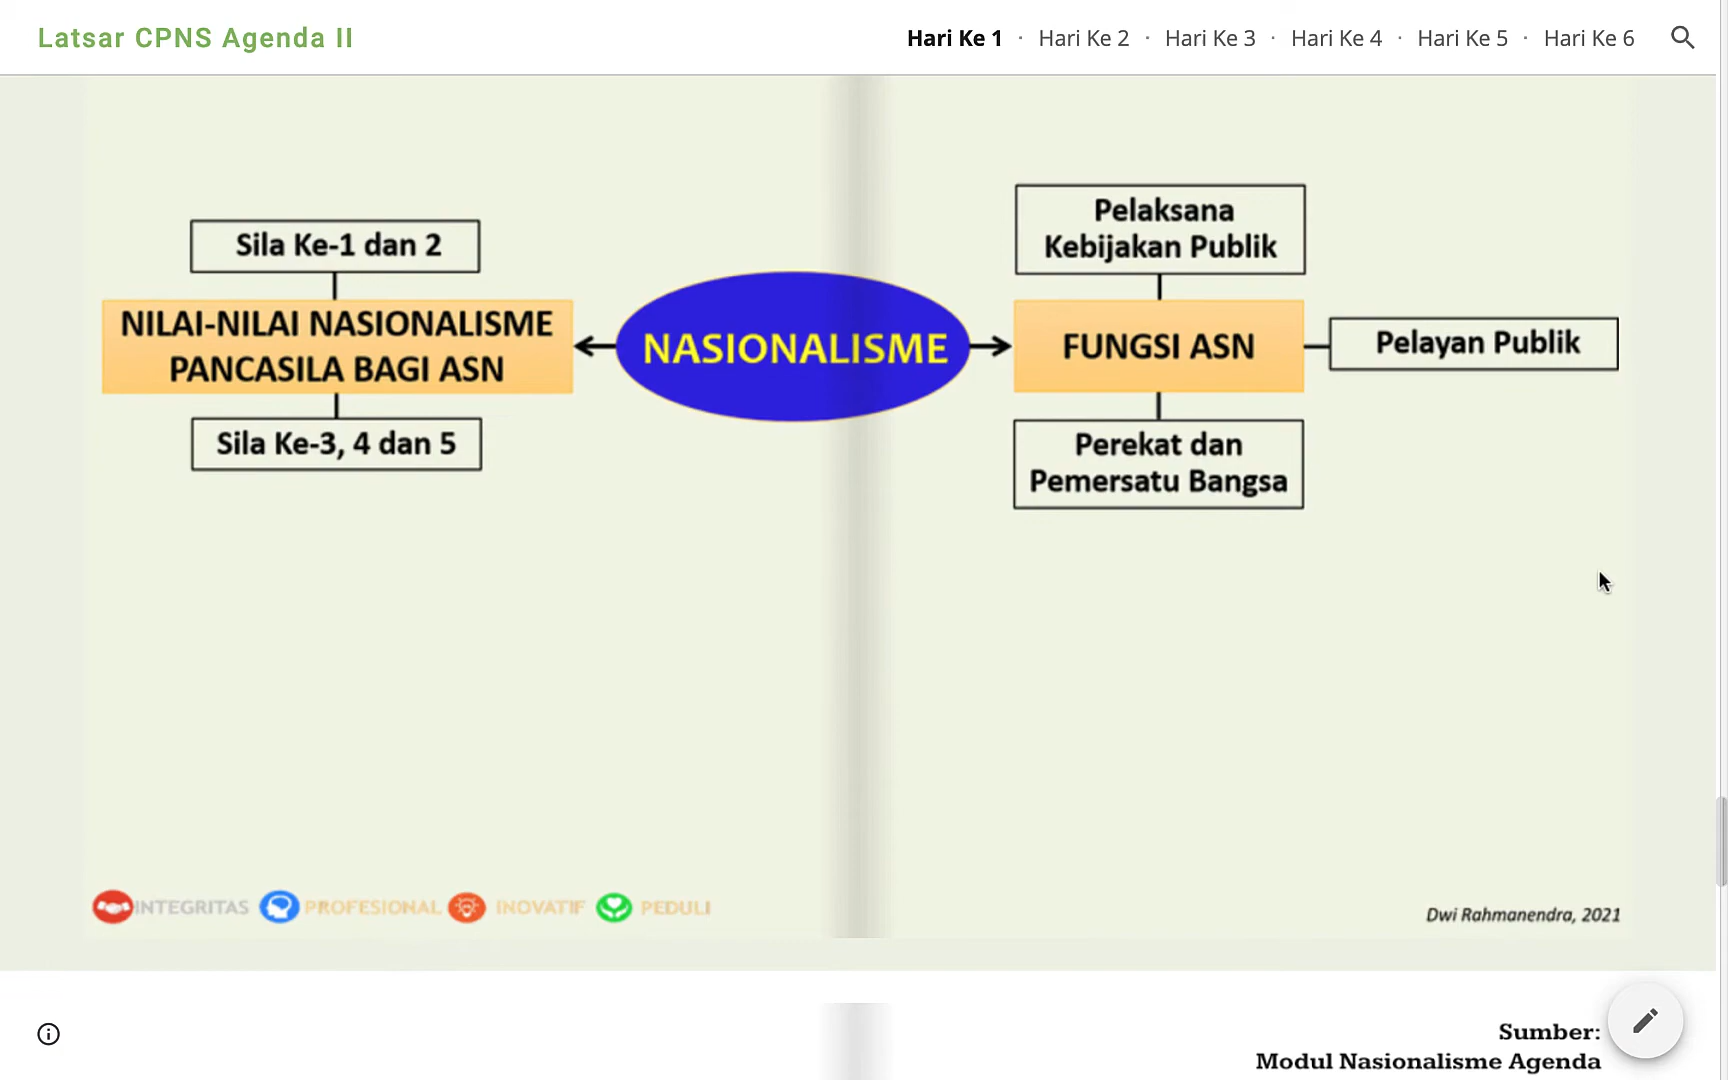 Latsar CPNS Agenda II
Hari Ke 1 · Hari Ke 2 · Hari Ke 3 · Hari Ke 4 · Hari Ke 5 · Hari Ke 6
Sila Ke-1 dan 2
NILAI-NILAI NASIONALISME
PANCASILA BAGI ASN
Sila Ke-3, 4 dan 5
NASIONALISME
Pelaksana
Kebijakan Publik
FUNGSI ASN
Pelayan Publik
Perekat dan
Pemersatu Bangsa
INTEGRITAS PROFESIONAL INOVATIF PEDULI
Dwi Rahmanendra, 2021
Sumber:
Modul Nasionalisme Agenda